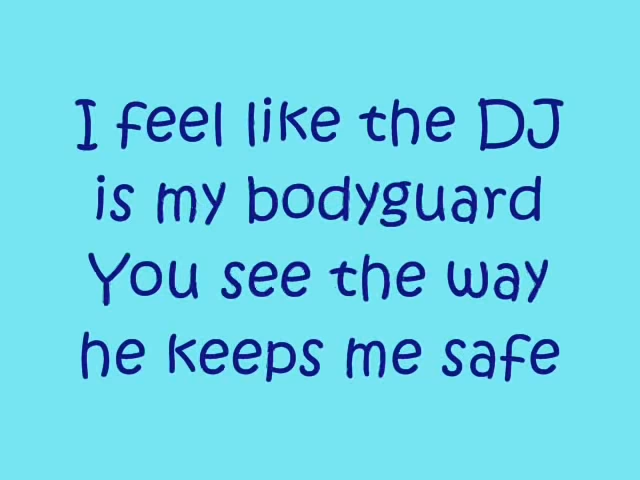 I feel like the DJ
is my bodyguard
You see the way
he keeps me safe